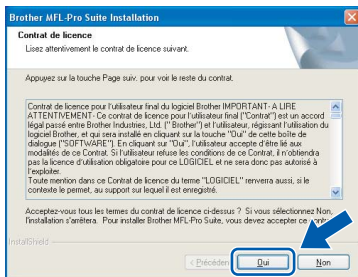 Brother MFL-Pro Suite Installation
Contrat de licence
Lisez attentivement le contrat de licence suivant.
Appuyez sur la touche Page suiv. pour voir le reste du contrat.
Contrat de licence pour l'utilisateur final du logiciel Brother IMPORTANT- A LIRE
ATTENTIVEMENT- Ce contrat de licence pour l'utilisateur final ("Contrat") est un accord
légal passé entre Brother Industries, Ltd. (" Brother") et l'utilisateur, régissant l'utilisation du
logiciel Brother, et qui sera installé en cliquant sur la touche "Oui" de cette boîte de
dialogue ("SOFTWARE"). En cliquant sur "Oui", l'utilisateur accepte d'être lié aux
modalités de ce Contrat. Si l'utilisateur refuse les conditions de ce Contrat, il n'obtiendra
pas la licence d'utilisation obligatoire pour ce LOGICIEL et ne sera donc pas autorisé à
l'exploiter.
Toute mention dans ce Contrat de licence du terme "LOGICIEL" renverra aussi, si le
contexte le permet, au support sur lequel il est enregistré.
Acceptez-vous tous les termes du contrat de licence ci-dessus ? Si vous sélectionnez Non,
l'installation s'arrêtera. Pour installer Brother MFL-Pro Suite, vous devez accepter ce
InstallShield
< Précéden
Oui
Non